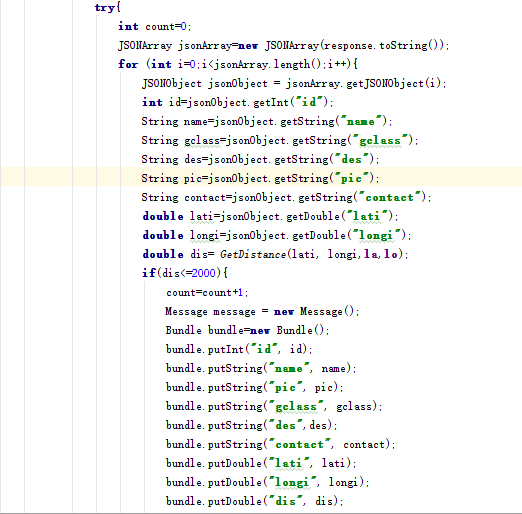 try{
int count=0;
JSONArray jsonArray=new JSONArray(response.toString());
for (int i=0;i<jsonArray.length();i++){
JSONObject jsonObject = jsonArray.getJSONObject(i);
int id=jsonObject.getInt("id");
String name=jsonObject.getString("name");
String gclass=jsonObject.getString("gclass");
String des=jsonObject.getString("des");
String pic=jsonObject.getString("pic");
String contact=jsonObject.getString("contact");
double lati=jsonObject.getDouble("lati");
double longi=jsonObject.getDouble("longi");
double dis= GetDistance(lati, longi,la,lo);
if(dis<=2000){
count=count+1;
Message message = new Message();
Bundle bundle=new Bundle();
bundle.putInt("id", id);
bundle.putString("name", name);
bundle.putString("pic", pic);
bundle.putString("gclass", gclass);
bundle.putString("des",des);
bundle.putString("contact", contact);
bundle.putDouble("lati", lati);
bundle.putDouble("longi", longi);
bundle.putDouble("dis", dis);